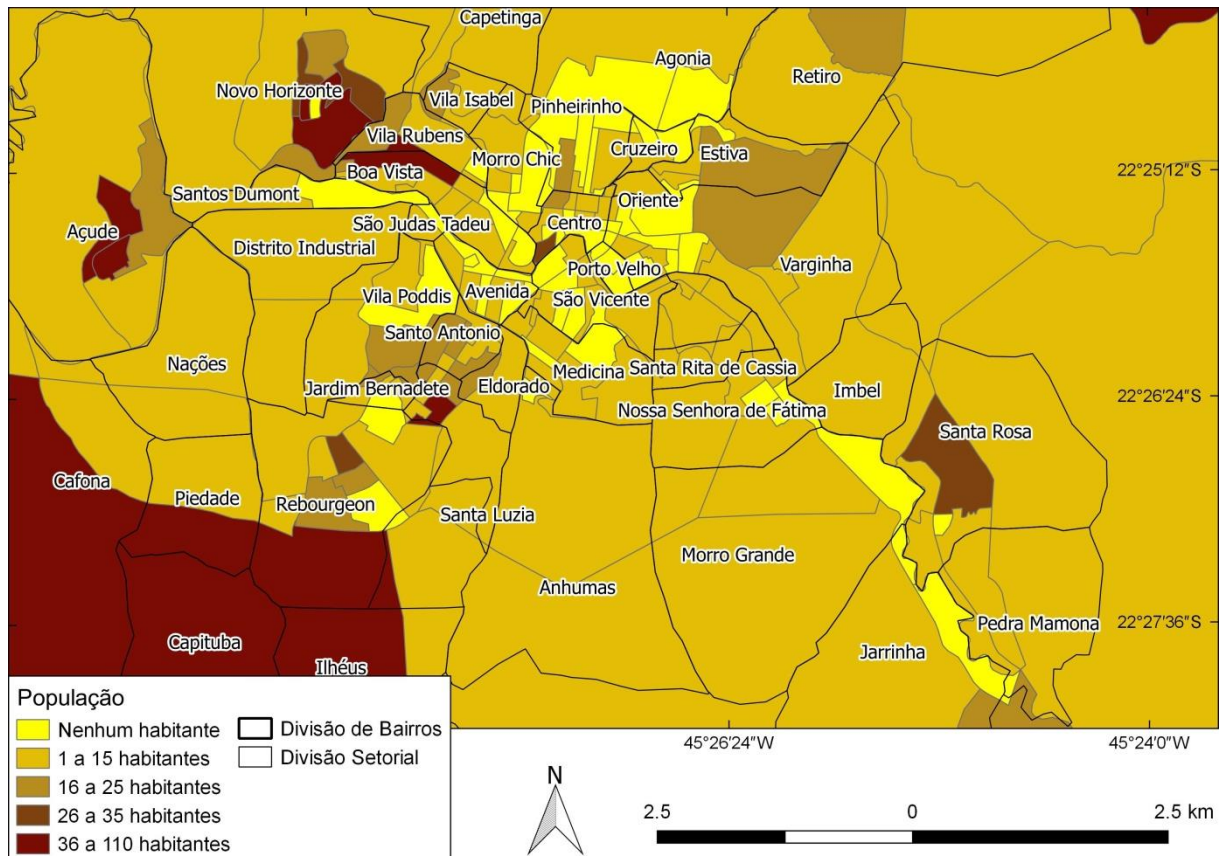 Capetinga
Agonia
Retiro
Novo Horizonte
Vila Isabel
Pinheirinho
Vila Rubens
Cruzeiro
Estiva
Morro Chic
Boa Vista
22°25'12"S
Santos Dumont
Oriente
Açude
São Judas Tadeu
Centro
Distrito Industrial
Porto Velho
Varginha
Vila Poddis
Avenida
São Vicente
Santo Antonio
Nações
Medicina
Santa Rita de Cassia
Jardim Bernadete
Eldorado
Imbel
22°26'24"S
Nossa Senhora de Fátima
Santa Rosa
Cafona
Piedade
Rebourgeon
Santa Luzia
Morro Grande
Anhumas
22°27'36"S
Pedra Mamona
Capituba
Jarrinha
Ilhéus
População
Nenhum habitante
Divisão de Bairros
1 a 15 habitantes
Divisão Setorial
16 a 25 habitantes
26 a 35 habitantes
36 a 110 habitantes
45°26'24"W
45°24'0"W
N
2.5
0
2.5 km